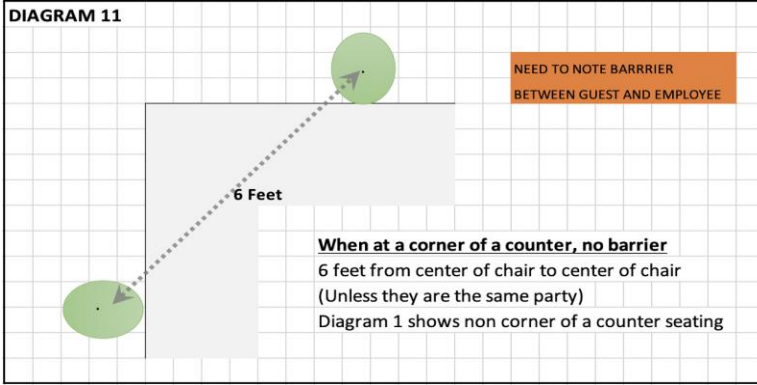 DIAGRAM 11
NEED TO NOTE BARRRIER
BETWEEN GUEST AND EMPLOYEE
6 Feet
When at a corner of a counter, no barrier
6 feet from center of chair to center of chair
(Unless they are the same party)
Diagram 1 shows non corner of a counter seating